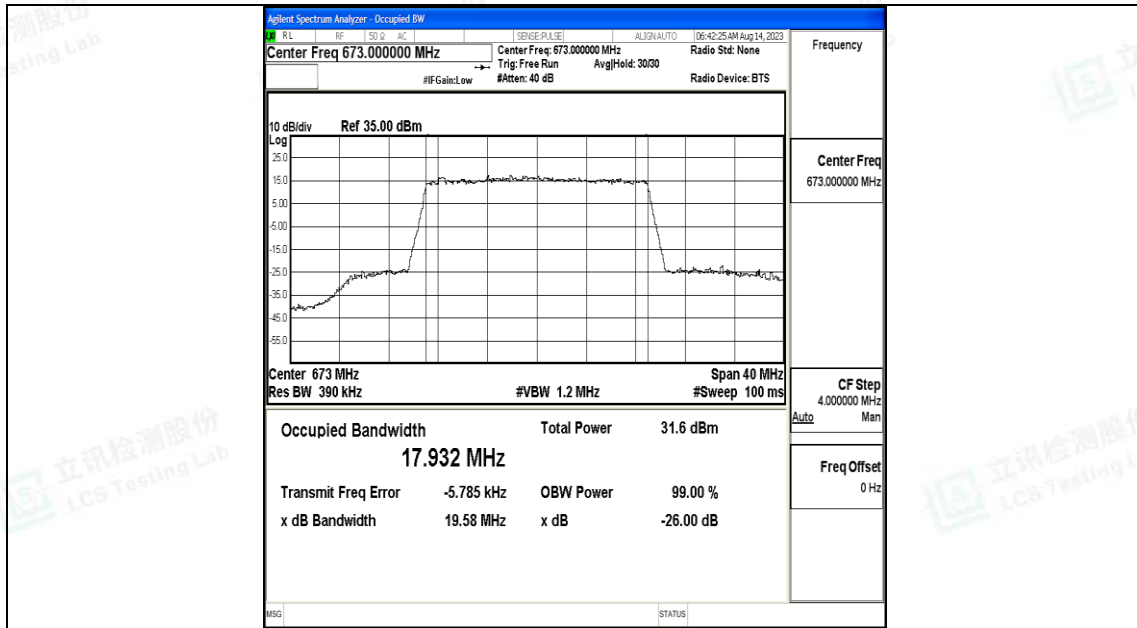 Agilent Spectrum Analyzer - Occupied BW
RL RF 50 Ω AC SENSE:PULSE ALIGN AUTO 06:42:25 AM Aug 14, 2023
Center Freq 673.000000 MHz
Center Freq: 673.000000 MHz Radio Std: None
Trig: Free Run Avg|Hold: 30/30
#IFGain:Low #Atten: 40 dB Radio Device: BTS
10 dB/div Ref 35.00 dBm
Log
25.0
15.0
5.00
-5.00
-15.0
-25.0
-35.0
-45.0
-55.0
Center 673 MHz Span 40 MHz
Res BW 390 kHz #VBW 1.2 MHz #Sweep 100 ms
Occupied Bandwidth Total Power 31.6 dBm
17.932 MHz
Transmit Freq Error -5.785 kHz OBW Power 99.00 %
x dB Bandwidth 19.58 MHz x dB -26.00 dB
MSG STATUS
Frequency
Center Freq
673.000000 MHz
CF Step
4.000000 MHz
Auto Man
Freq Offset
0 Hz
立讯检测股份
LCS Testing Lab
立讯检测股份